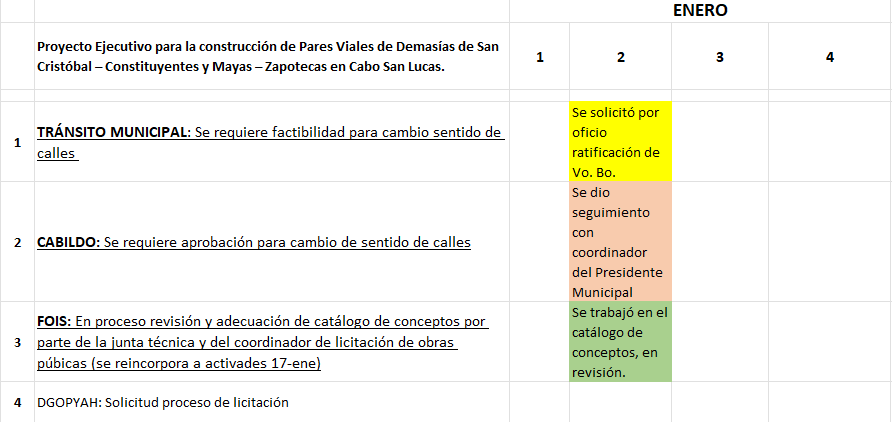 ENERO
Proyecto Ejecutivo para la construcción de Pares Viales de Demasías de San
Cristóbal – Constituyentes y Mayas – Zapotecas en Cabo San Lucas.
1
2
3
4
1
TRÁNSITO MUNICIPAL: Se requiere factibilidad para cambio sentido de
calles
Se solicitó por
oficio
ratificación de
Vo. Bo.
2
CABILDO: Se requiere aprobación para cambio de sentido de calles
Se dio
seguimiento
con
coordinador
del Presidente
Municipal
3
FOIS: En proceso revisión y adecuación de catálogo de conceptos por
parte de la junta técnica y del coordinador de licitación de obras
púbicas (se reincorpora a activades 17-ene)
Se trabajó en el
catálogo de
conceptos, en
revisión.
4
DGOPYAH: Solicitud proceso de licitación